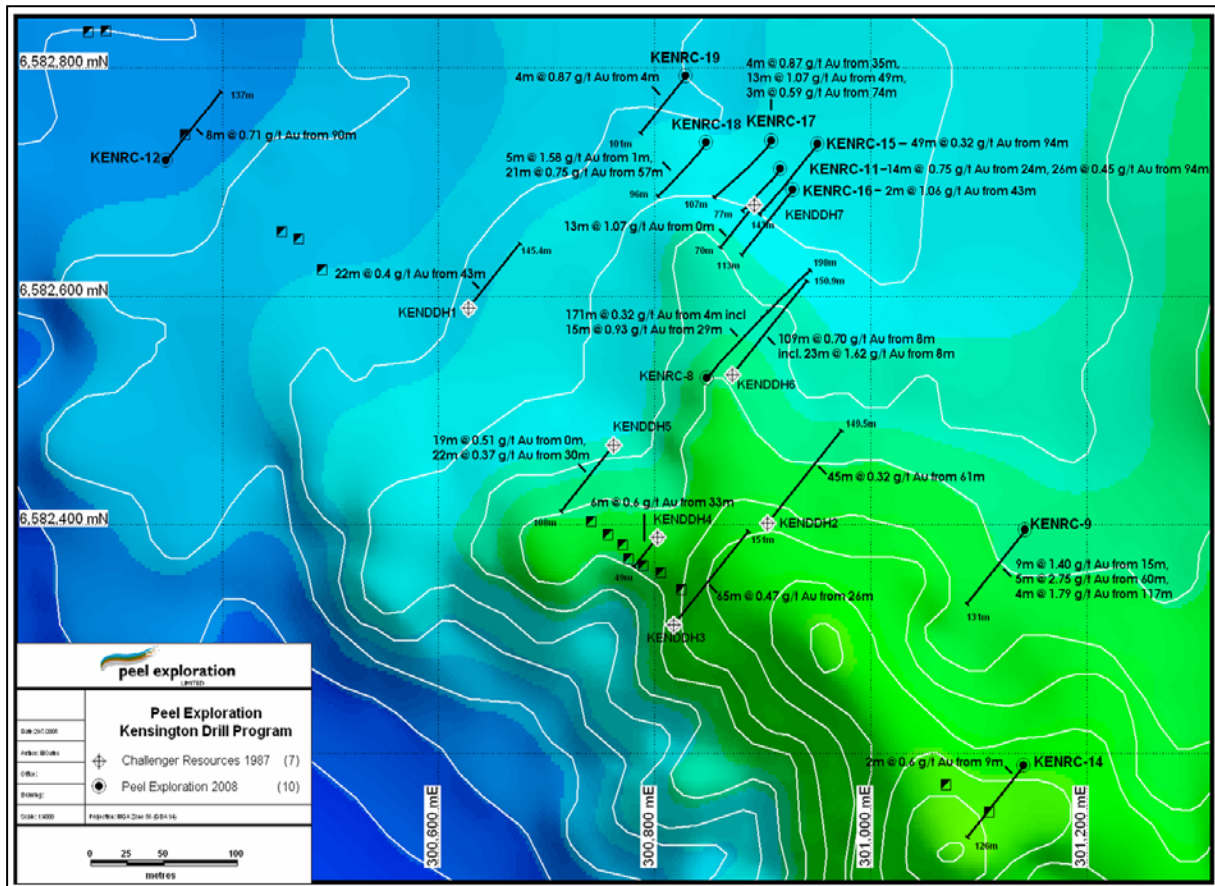 6,582,800 mN
137m
8m @ 0.71 g/t Au from 90m
KENRC-12
KENRC-19
4m @ 0.87 g/t Au from 4m
101m
4m @ 0.87 g/t Au from 35m,
13m @ 1.07 g/t Au from 49m,
3m @ 0.59 g/t Au from 74m
KENRC-18
KENRC-17
5m @ 1.58 g/t Au from 1m,
21m @ 0.75 g/t Au from 57m
96m
107m
KENRC-15 – 49m @ 0.32 g/t Au from 94m
KENRC-11–14m @ 0.75 g/t Au from 24m, 26m @ 0.45 g/t Au from 94m
KENRC-16 – 2m @ 1.06 g/t Au from 43m
77m
KENDDH7
13m @ 1.07 g/t Au from 0m
70m
113m
145.4m
22m @ 0.4 g/t Au from 43m
KENDDH1
6,582,600 mN
198m
150.9m
171m @ 0.32 g/t Au from 4m incl
15m @ 0.93 g/t Au from 29m
109m @ 0.70 g/t Au from 8m
incl. 23m @ 1.62 g/t Au from 8m
KENRC-8
KENDDH6
KENDDH5
19m @ 0.51 g/t Au from 0m,
22m @ 0.37 g/t Au from 30m
108m
149.5m
45m @ 0.32 g/t Au from 61m
6m @ 0.6 g/t Au from 33m
KENDDH4
49m
KENDDH2
151m
6,582,400 mN
65m @ 0.47 g/t Au from 26m
KENDDH3
KENRC-9
9m @ 1.40 g/t Au from 15m,
5m @ 2.75 g/t Au from 60m,
4m @ 1.79 g/t Au from 117m
131m
2m @ 0.6 g/t Au from 9m
KENRC-14
126m
300,600 mE
300,800 mE
301,000 mE
301,200 mE
peel exploration
LIMITED
Peel Exploration
Kensington Drill Program
Challenger Resources 1987 (7)
Peel Exploration 2008 (10)
Office:
Drawing:
0 25 50 100
metres